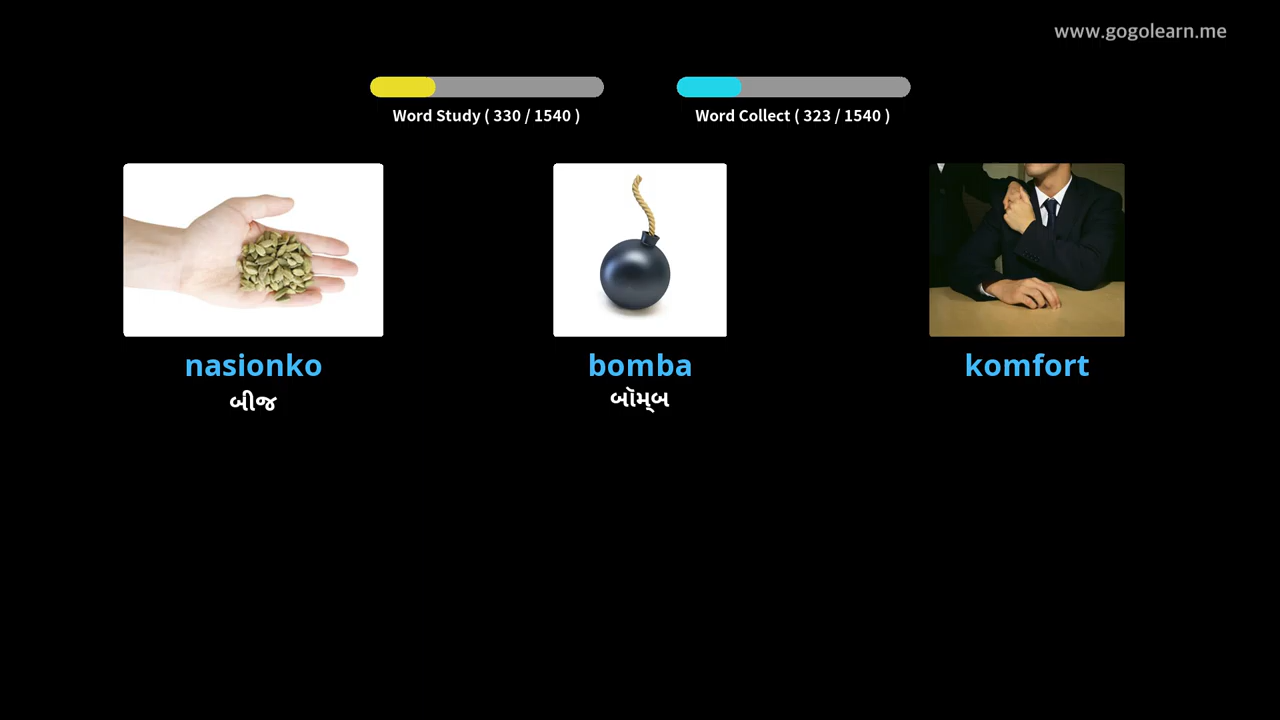 www.gogolearn.me
Word Study ( 330 / 1540 )
Word Collect ( 323 / 1540 )
nasionko
bomba
komfort
બીજ
બૉમ્બ